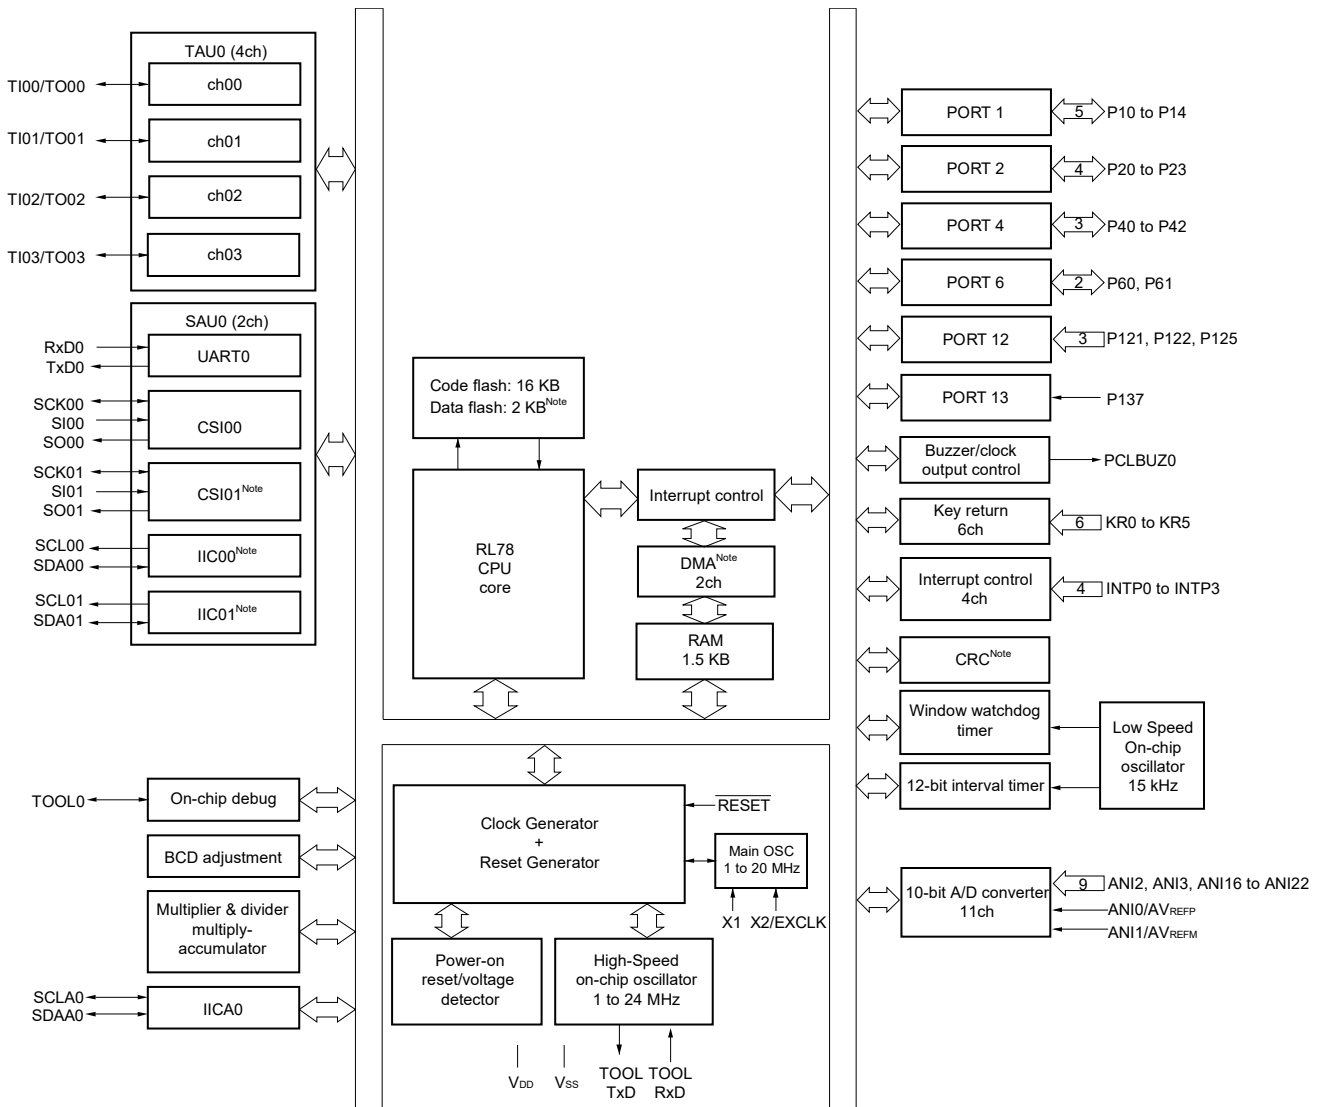 TAU0 (4ch)
TI00/TO00
ch00
TI01/TO01
ch01
TI02/TO02
ch02
TI03/TO03
ch03
SAU0 (2ch)
RxD0
TxD0
UART0
SCK00
SI00
SO00
CSI00
SCK01
SI01
SO01
CSI01Note
SCL00
SDA00
IIC00Note
SCL01
SDA01
IIC01Note
TOOL0
On-chip debug
BCD adjustment
Multiplier & divider
multiply-
accumulator
SCLA0
SDAA0
IICA0
Code flash: 16 KB
Data flash: 2 KBNote
RL78
CPU
core
Interrupt control
DMANote
2ch
RAM
1.5 KB
Clock Generator
+
Reset Generator
RESET
Main OSC
1 to 20 MHz
X1 X2/EXCLK
Power-on
reset/voltage
detector
High-Speed
on-chip oscillator
1 to 24 MHz
VDD
VSS
TOOL
TxD
TOOL
RxD
PORT 1
5
P10 to P14
PORT 2
4
P20 to P23
PORT 4
3
P40 to P42
PORT 6
2
P60, P61
PORT 12
3
P121, P122, P125
PORT 13
P137
Buzzer/clock
output control
PCLBUZ0
Key return
6ch
6
KR0 to KR5
Interrupt control
4ch
4
INTP0 to INTP3
CRCNote
Window watchdog
timer
12-bit interval timer
Low Speed
On-chip
oscillator
15 kHz
10-bit A/D converter
11ch
9
ANI2, ANI3, ANI16 to ANI22
ANI0/AVREFP
ANI1/AVREFM